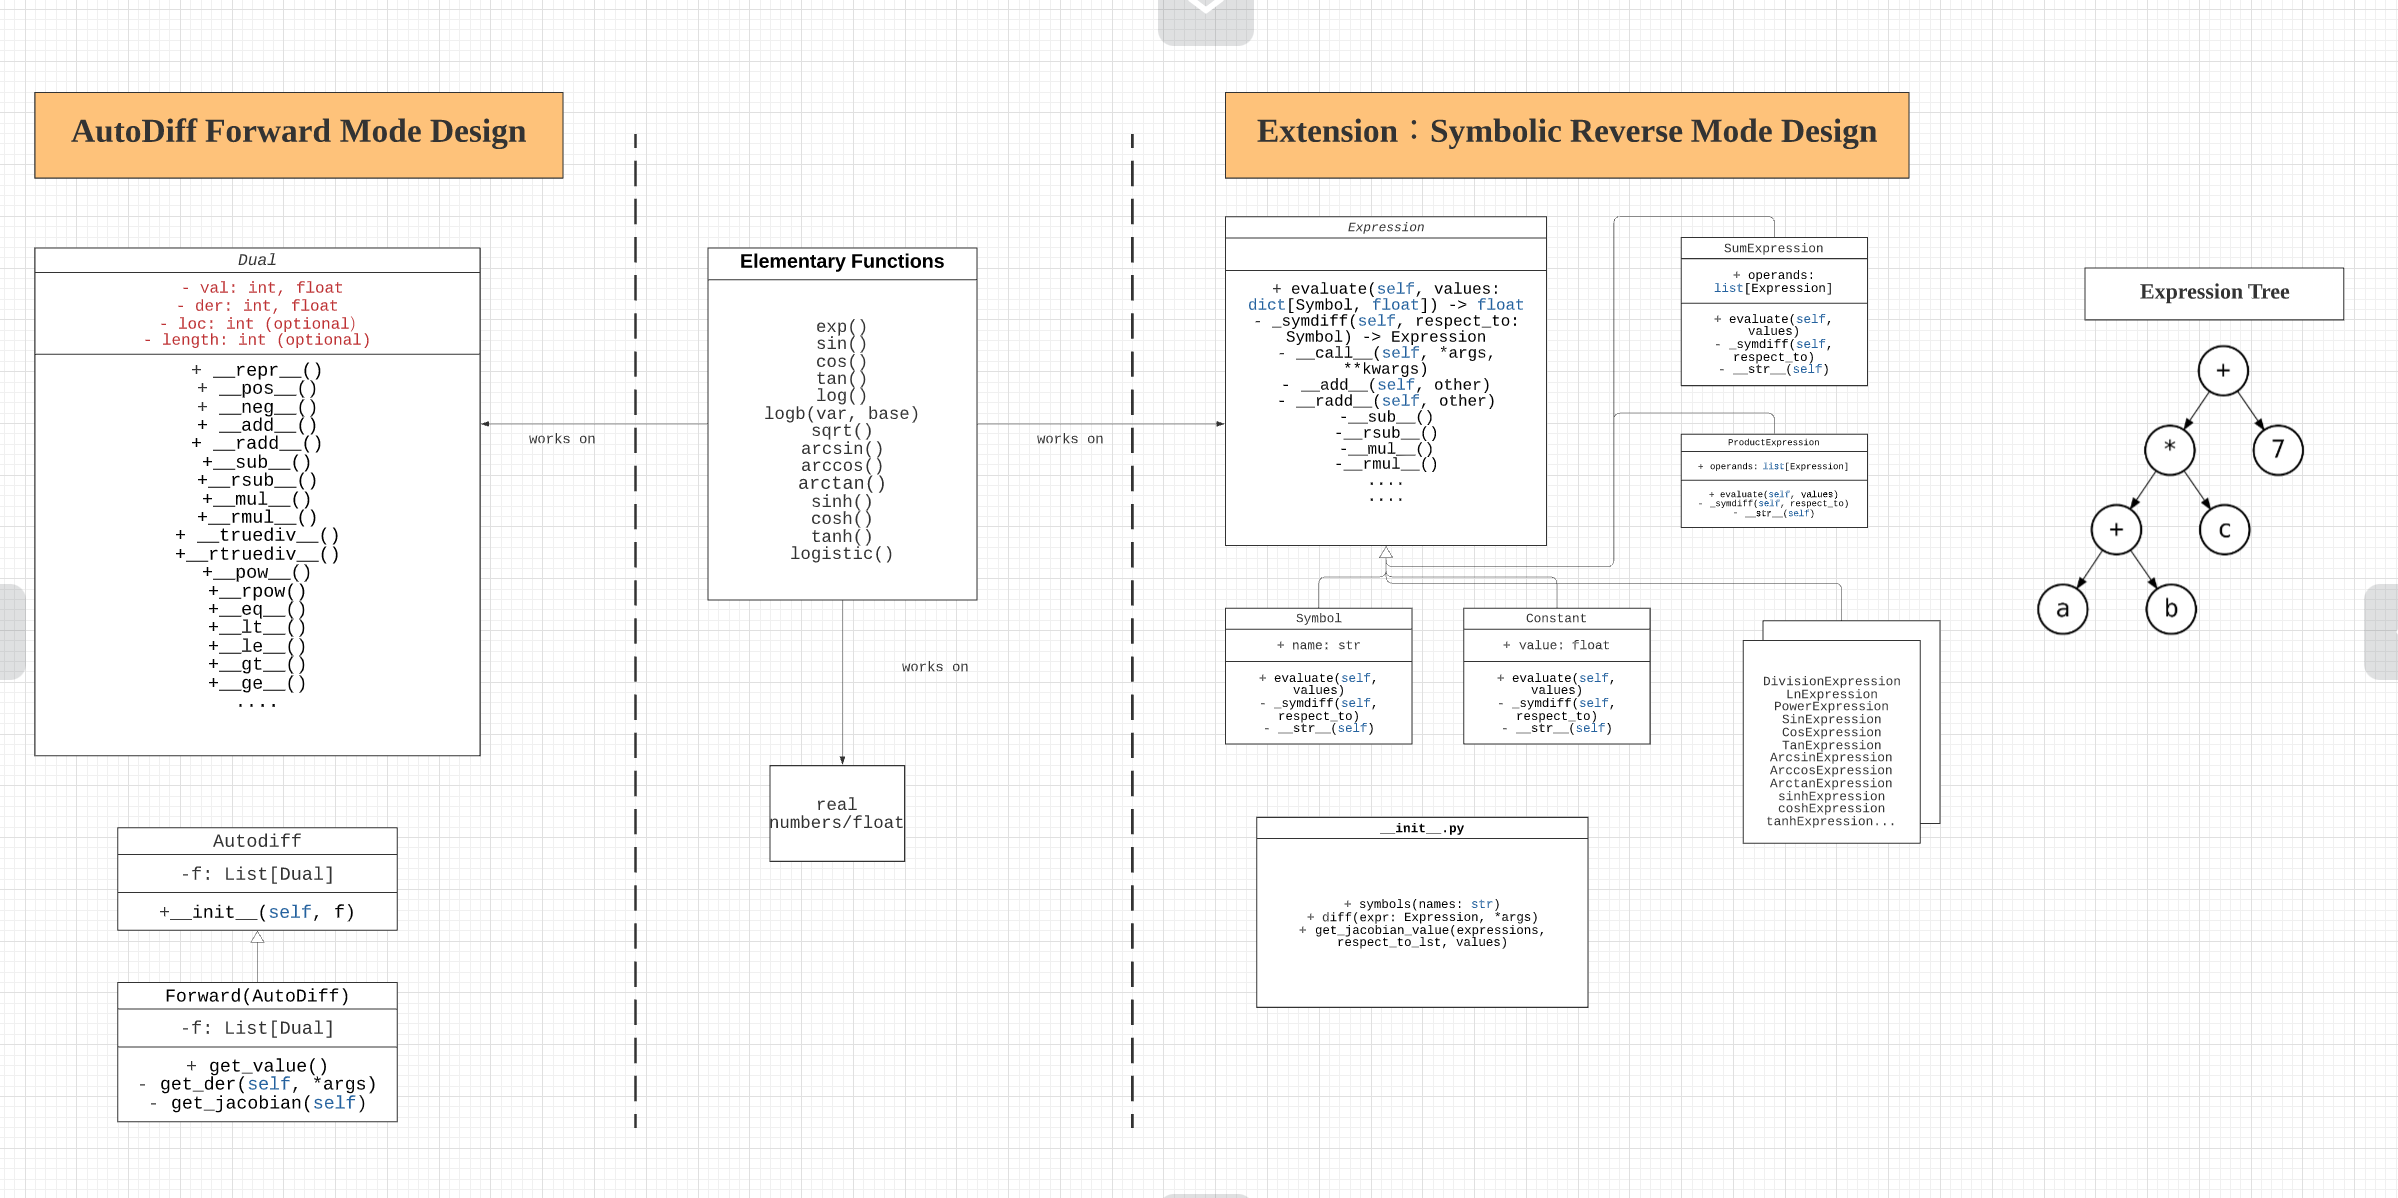 AutoDiff Forward Mode Design
Dual
- val: int, float
- der: int, float
- loc: int (optional)
- length: int (optional)
+ __repr__()
+ __pos__()
+ __neg__()
+ __add__()
+ __radd__()
+__sub__()
+__rsub__()
+__mul__()
+__rmul__()
+ __truediv__()
+__rtruediv__()
+__pow__()
+__rpow()
+__eq__()
+__lt__()
+__le__()
+__gt__()
+__ge__()
....
Autodiff
-f: List[Dual]
+__init__(self, f)
Forward(AutoDiff)
-f: List[Dual]
+ get_value()
- get_der(self, *args)
- get_jacobian(self)
works on
Elementary Functions
exp()
sin()
cos()
tan()
log()
logb(var, base)
sqrt()
arcsin()
arccos()
arctan()
sinh()
cosh()
tanh()
logistic()
works on
works on
real
numbers/float
Extension：Symbolic Reverse Mode Design
Expression
+ evaluate(self, values:
dict[Symbol, float]) -> float
- _symdiff(self, respect_to:
Symbol) -> Expression
- __call__(self, *args,
**kwargs)
- __add__(self, other)
- __radd__(self, other)
-__sub__()
-__rsub__()
-__mul__()
-__rmul__()
....
....
SumExpression
+ operands:
list[Expression]
+ evaluate(self,
values)
- _symdiff(self,
respect_to)
- __str__(self)
ProductExpression
+ operands: list[Expression]
+ evaluate(self, values)
- _symdiff(self, respect_to)
- __str__(self)
Symbol
+ name: str
+ evaluate(self,
values)
- _symdiff(self,
respect_to)
- __str__(self)
Constant
+ value: float
+ evaluate(self,
values)
- _symdiff(self,
respect_to)
- __str__(self)
DivisionExpression
LnExpression
PowerExpression
SinExpression
CosExpression
TanExpression
ArcsinExpression
ArccosExpression
ArctanExpression
sinhExpression
coshExpression
tanhExpression...
__init__.py
+ symbols(names: str)
+ diff(expr: Expression, *args)
+ get_jacobian_value(expressions,
respect_to_lst, values)
Expression Tree
+
* 7
+ c
a b